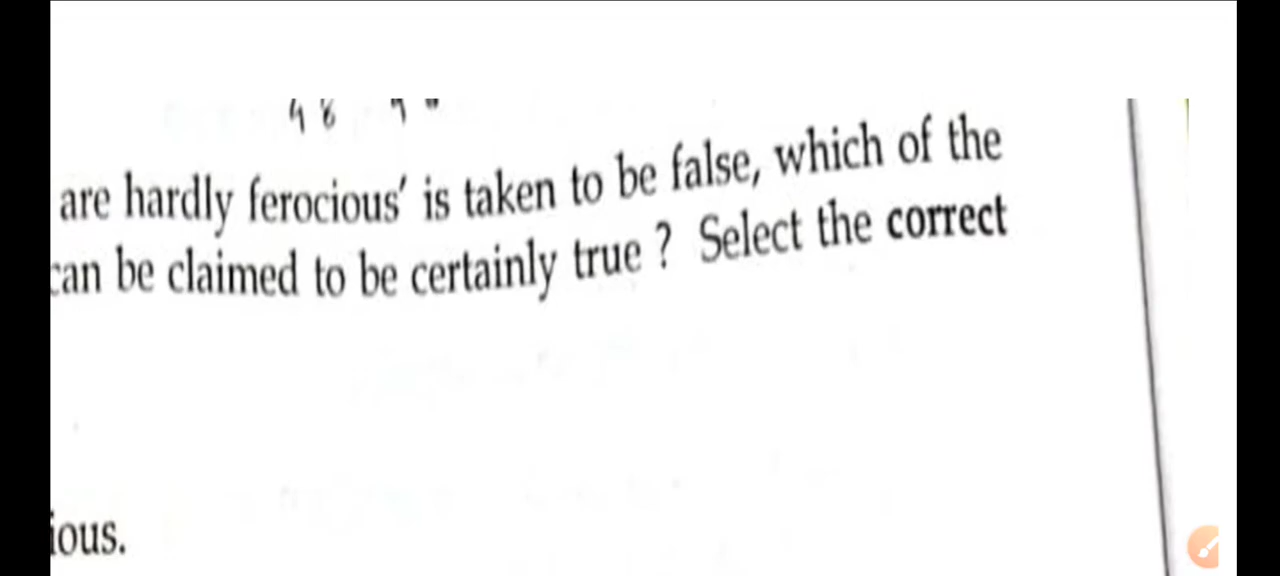 are hardly ferocious' is taken to be false, which of the
can be claimed to be certainly true ? Select the correct
ious.